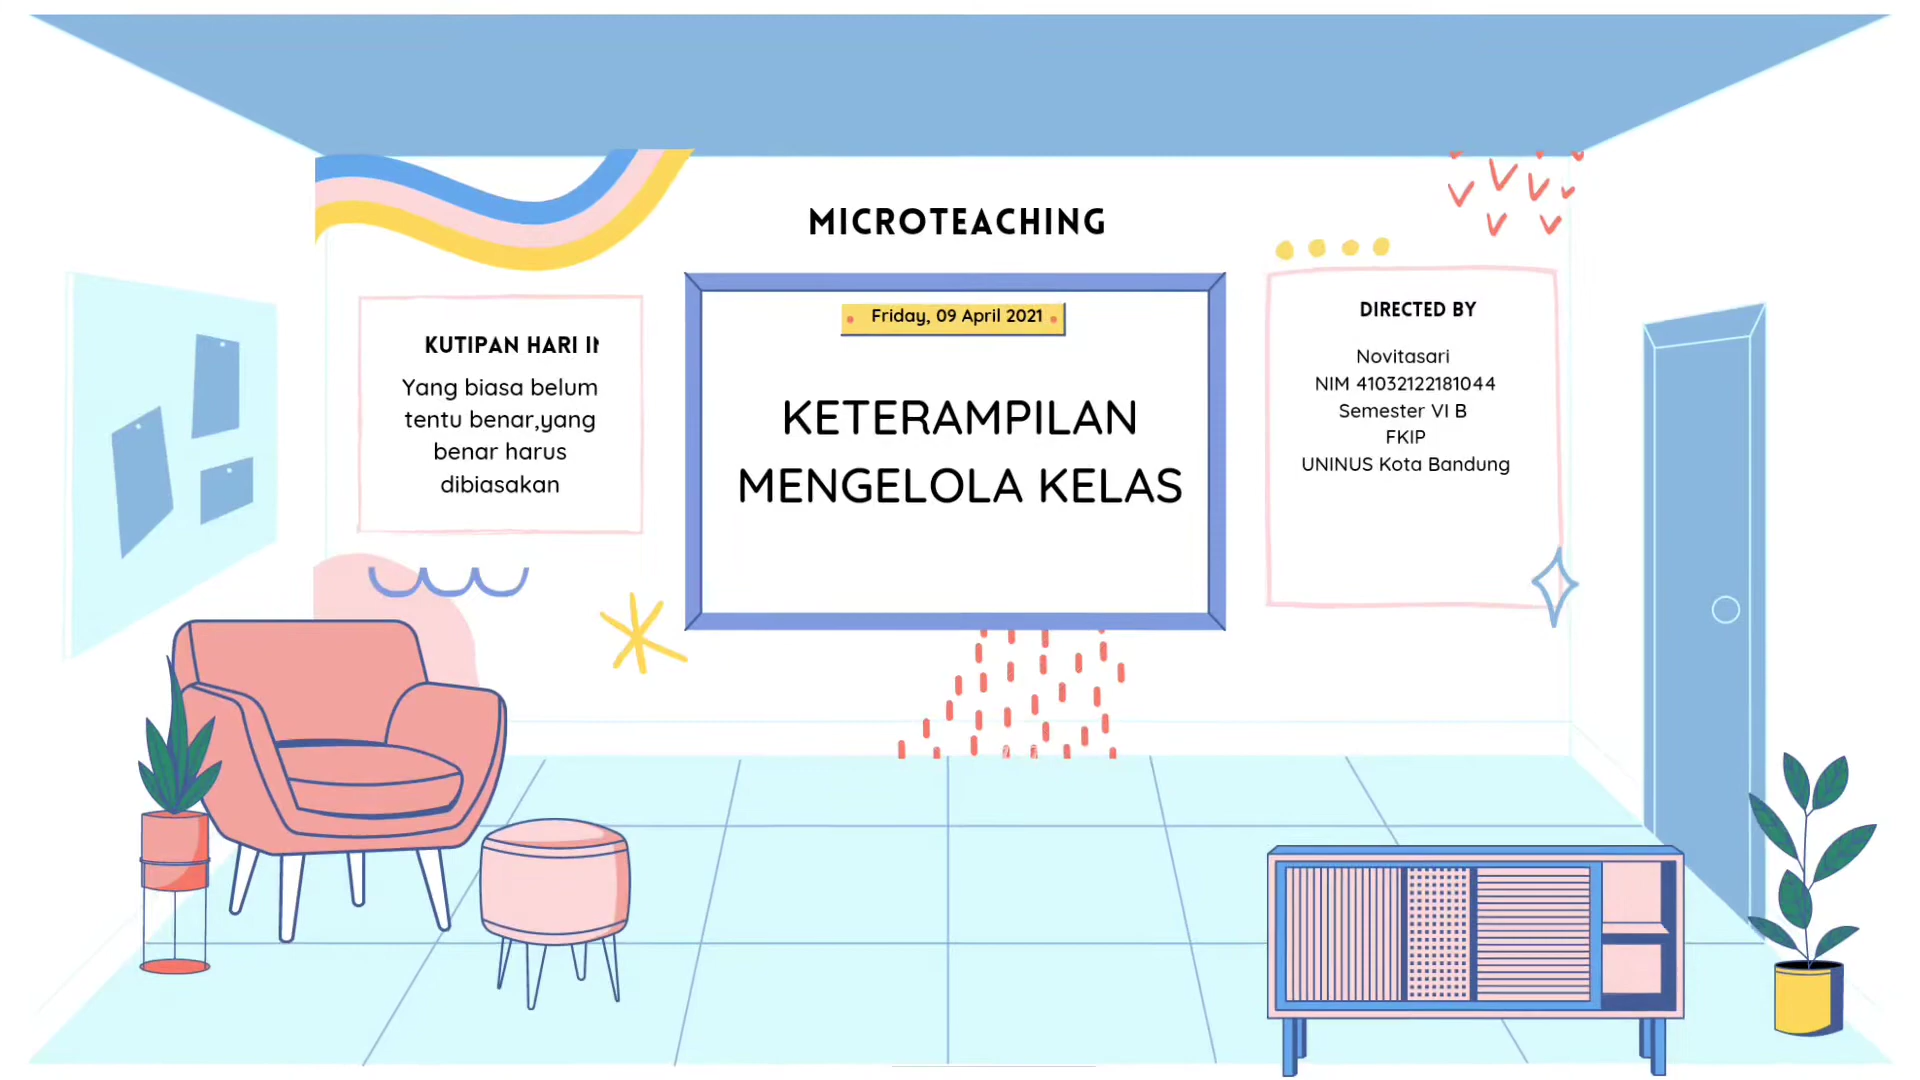 MICROTEACHING
KUTIPAN HARI IN
Yang biasa belum
tentu benar,yang
benar harus
dibiasakan
Friday, 09 April 2021
KETERAMPILAN
MENGELOLA KELAS
DIRECTED BY
Novitasari
NIM 41032122181044
Semester VI B
FKIP
UNINUS Kota Bandung